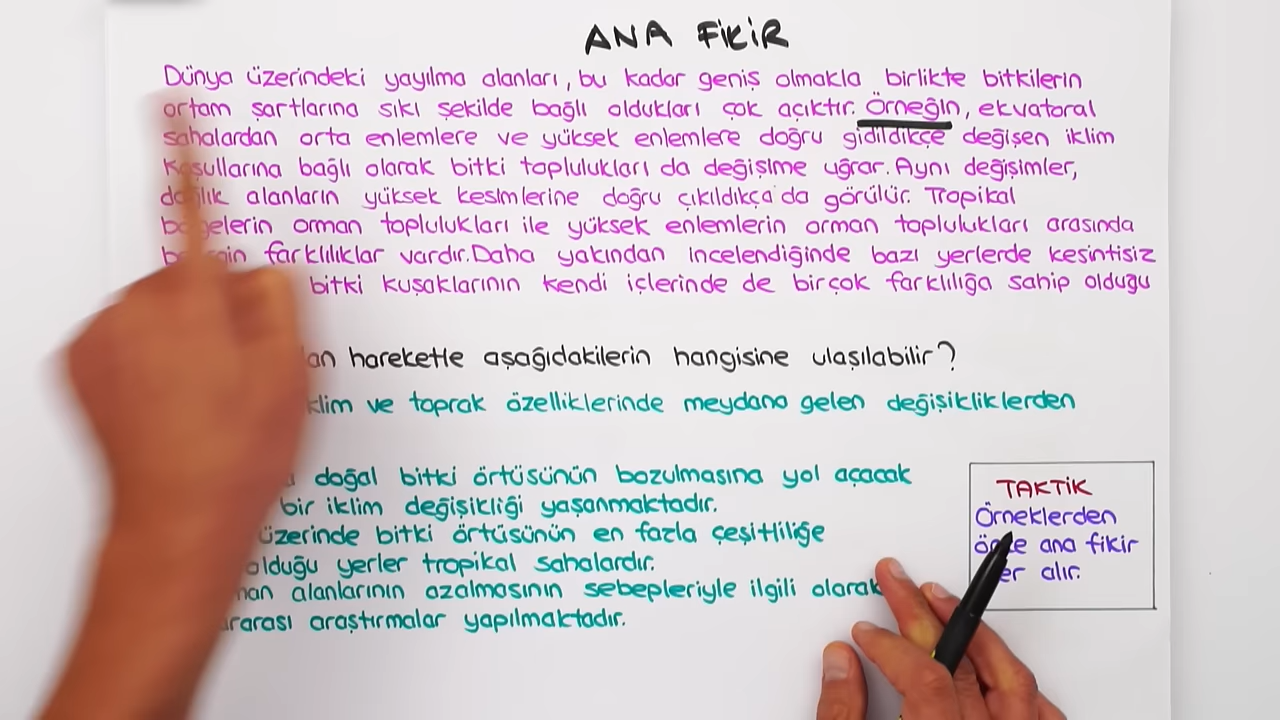 ANA FİKİR
Dünya üzerindeki yayılma alanları, bu kadar geniş olmakla birlikte bitkilerin
ortam şartlarına sıkı şekilde bağlı oldukları çok açıktır. Örneğin, ekvatoral
sahalardan orta enlemlere ve yüksek enlemlere doğru gidildikçe değişen iklim
koşullarına bağlı olarak bitki toplulukları da değişime uğrar. Aynı değişimler,
dağlık alanların yüksek kesimlerine doğru çıkıldıkça da görülür. Tropikal
orman toplulukları ile yüksek enlemlerin orman toplulukları arasında
farklılıklar vardır. Daha yakından incelendiğinde bazı yerlerde kesintisiz
bitki kuşaklarının kendi içlerinde de birçok farklılığa sahip olduğu
hareketle aşağıdakilerin hangisine ulaşılabilir?
ve toprak özelliklerinde meydana gelen değişikliklerden
doğal bitki örtüsünün bozulmasına yol açacak
bir iklim değişikliği yaşanmaktadır.
üzerinde bitki örtüsünün en fazla çeşitliliğe
olduğu yerler tropikal sahalardır.
alanlarının azalmasının sebepleriyle ilgili olarak
araştırmalar yapılmaktadır.
TAKTİK
Örneklerden
önce ana fikir
alır.